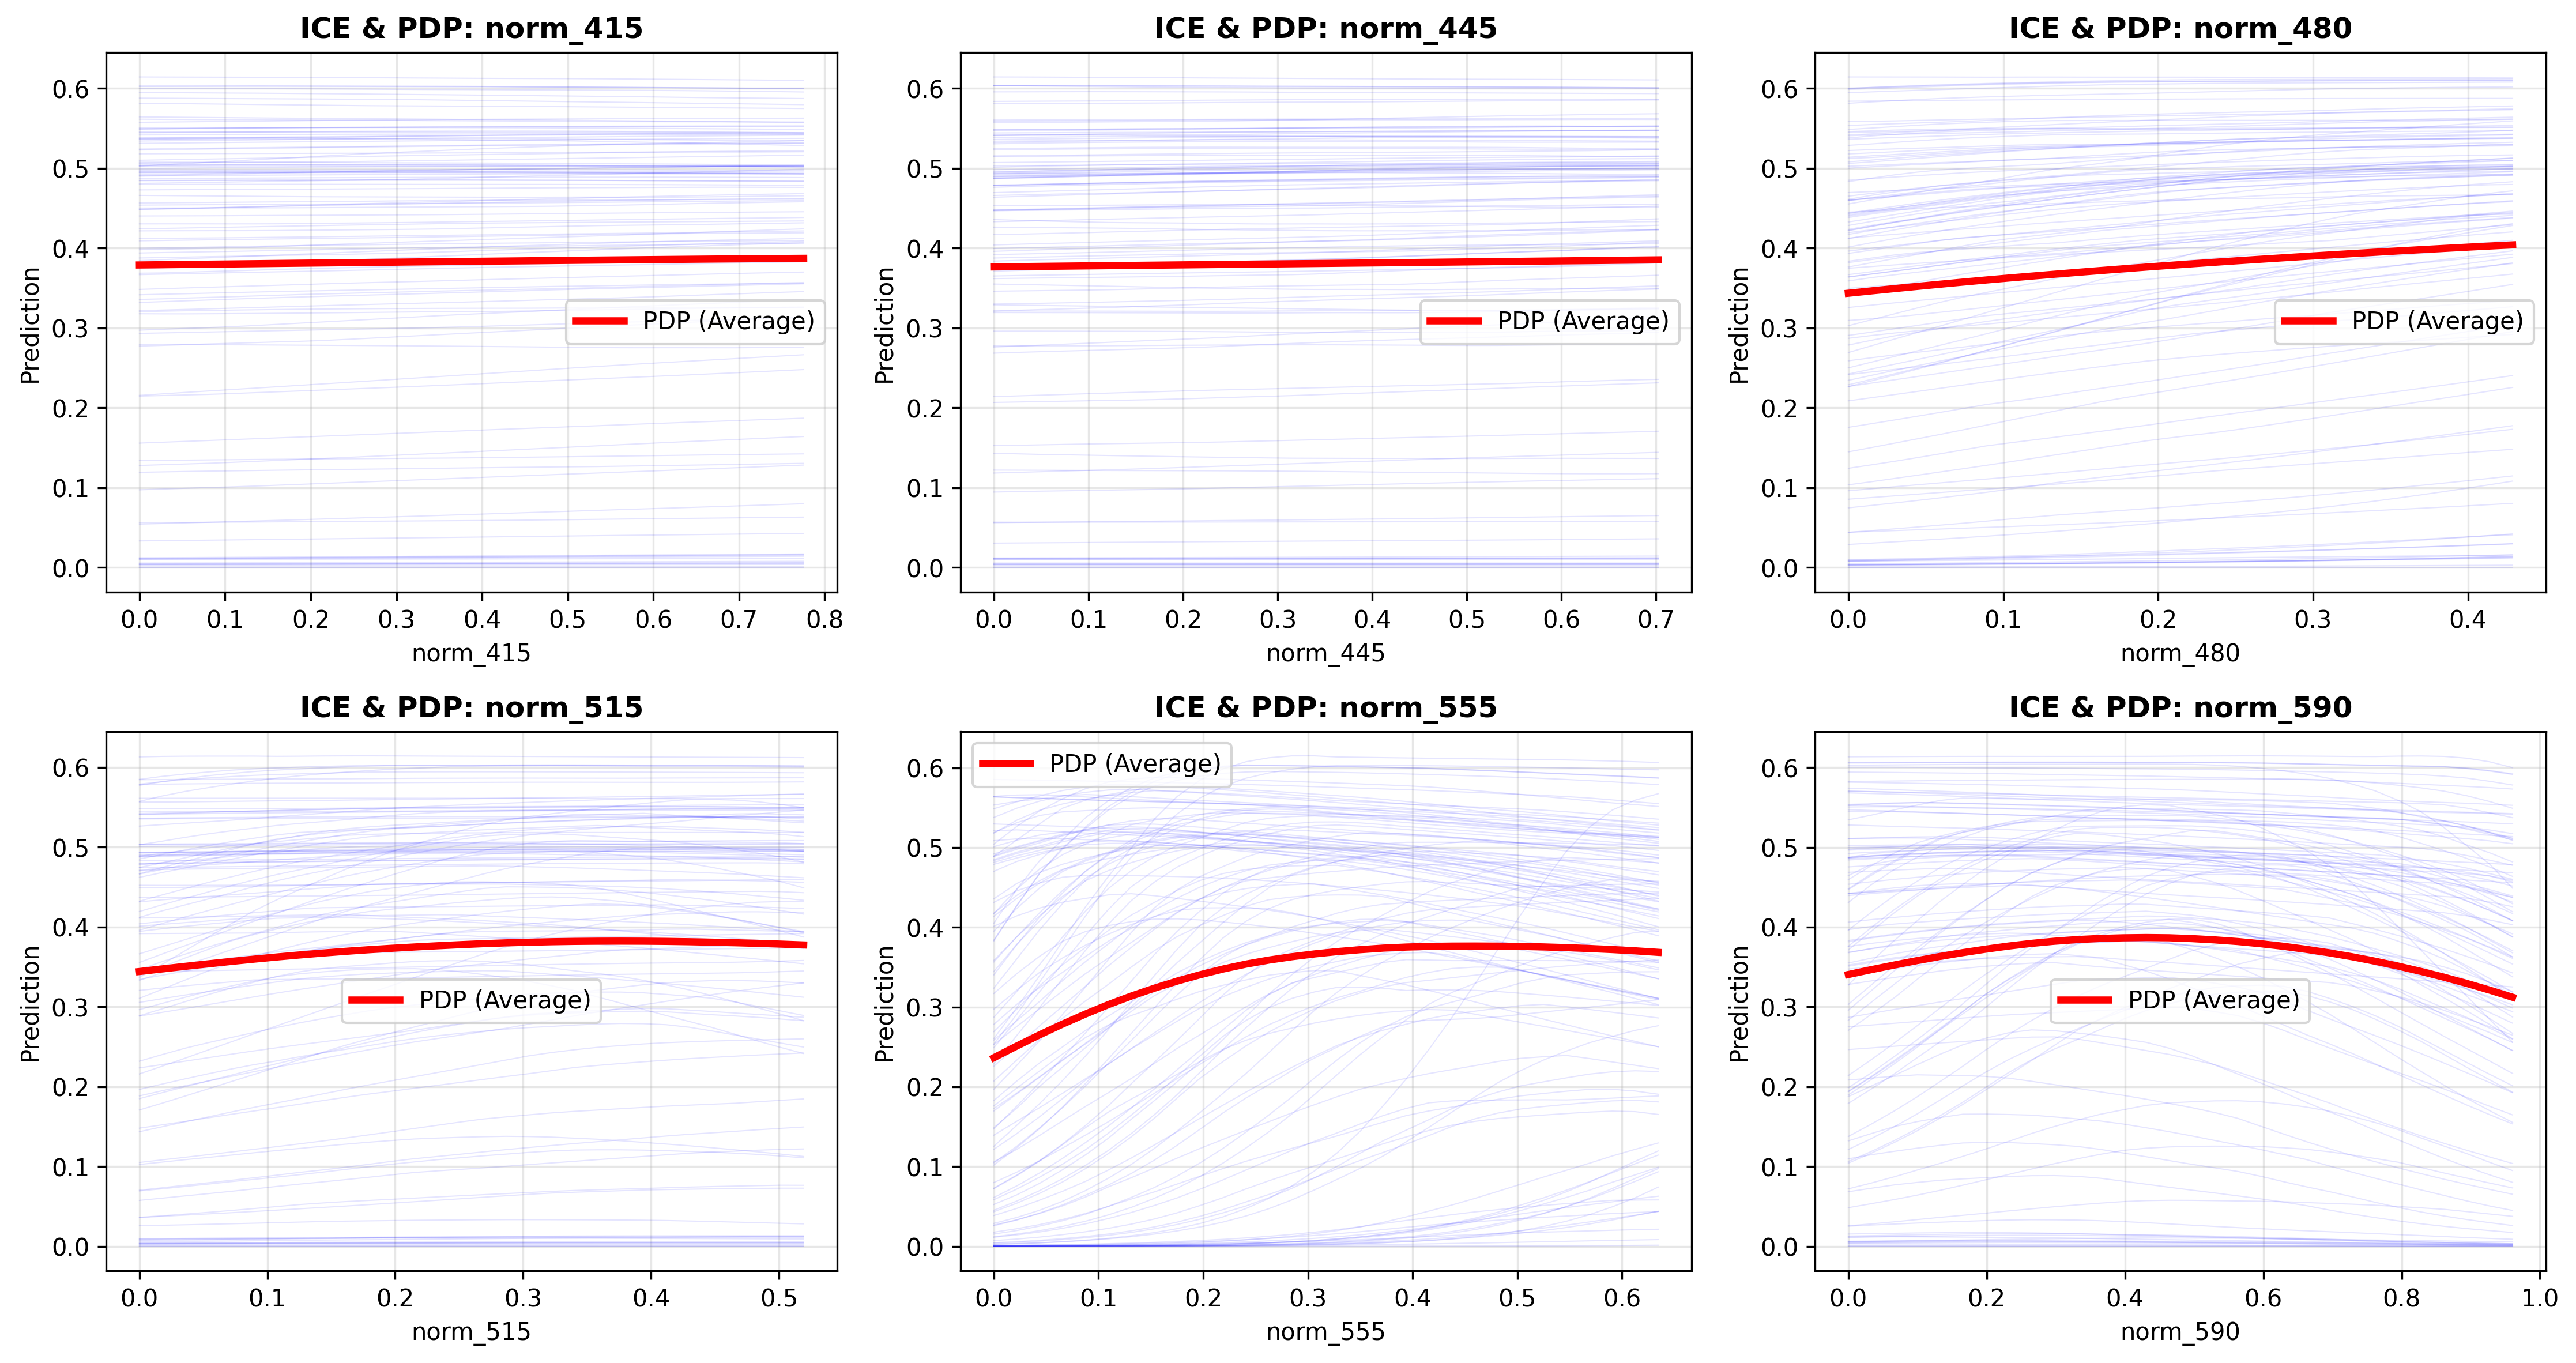 ICE & PDP: norm_415
0.6
0.5
0.4
0.3
0.2
0.1
0.0
Prediction
PDP (Average)
0.0 0.1 0.2 0.3 0.4 0.5 0.6 0.7 0.8
norm_415
ICE & PDP: norm_445
0.6
0.5
0.4
0.3
0.2
0.1
0.0
Prediction
PDP (Average)
0.0 0.1 0.2 0.3 0.4 0.5 0.6 0.7
norm_445
ICE & PDP: norm_480
0.6
0.5
0.4
0.3
0.2
0.1
0.0
Prediction
PDP (Average)
0.0 0.1 0.2 0.3 0.4
norm_480
ICE & PDP: norm_515
0.6
0.5
0.4
0.3
0.2
0.1
0.0
Prediction
PDP (Average)
0.0 0.1 0.2 0.3 0.4 0.5
norm_515
ICE & PDP: norm_555
PDP (Average)
0.6
0.5
0.4
0.3
0.2
0.1
0.0
Prediction
0.0 0.1 0.2 0.3 0.4 0.5 0.6
norm_555
ICE & PDP: norm_590
0.6
0.5
0.4
0.3
0.2
0.1
0.0
Prediction
PDP (Average)
0.0 0.2 0.4 0.6 0.8 1.0
norm_590